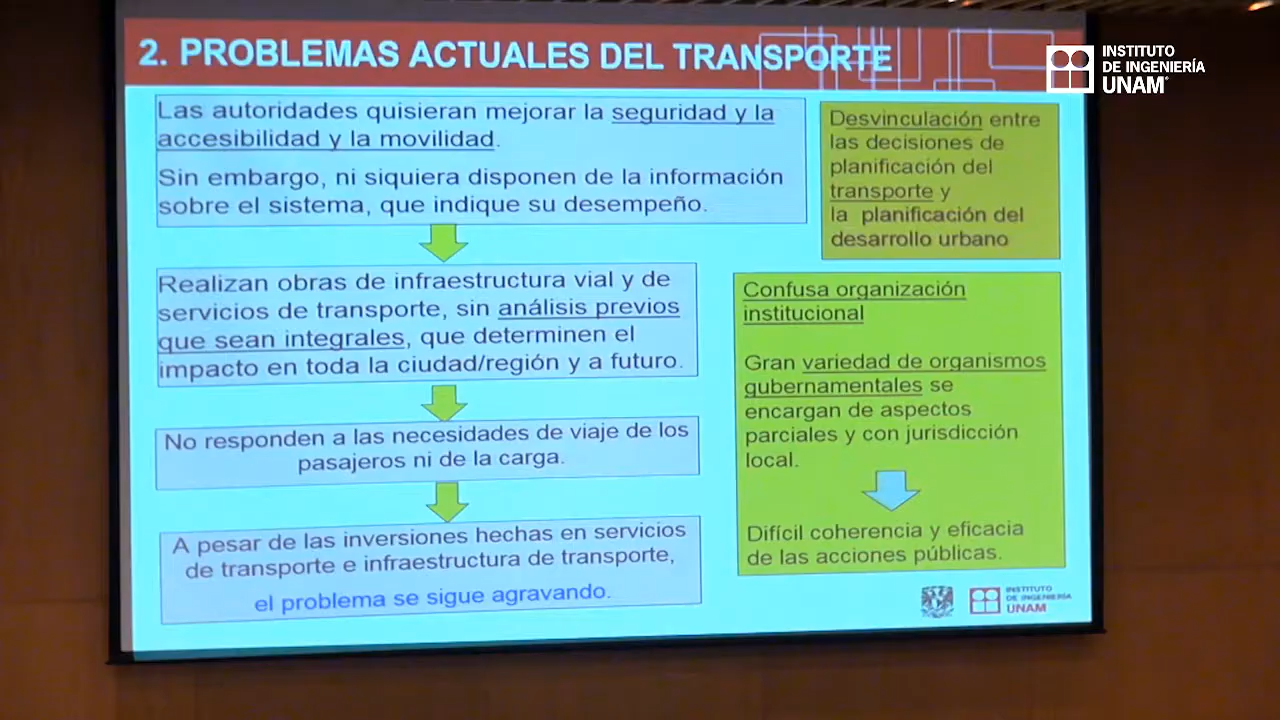 2. PROBLEMAS ACTUALES DEL TRANSPORTE
INSTITUTO
DE INGENIERÍA
UNAM
Las autoridades quisieran mejorar la seguridad y la
accesibilidad y la movilidad.
Sin embargo, ni siquiera disponen de la información
sobre el sistema, que indique su desempeño.
Realizan obras de infraestructura vial y de
servicios de transporte, sin análisis previos
que sean integrales, que determinen el
impacto en toda la ciudad/región y a futuro.
No responden a las necesidades de viaje de los
pasajeros ni de la carga.
A pesar de las inversiones hechas en servicios
de transporte e infraestructura de transporte,
el problema se sigue agravando.
Desvinculación entre
las decisiones de
planificación del
transporte y
la planificación del
desarrollo urbano
Confusa organización
institucional
Gran variedad de organismos
gubernamentales se
encargan de aspectos
parciales y con jurisdicción
local.
Difícil coherencia y eficacia
de las acciones públicas.
INSTITUTO
DE INGENIERÍA
UNAM